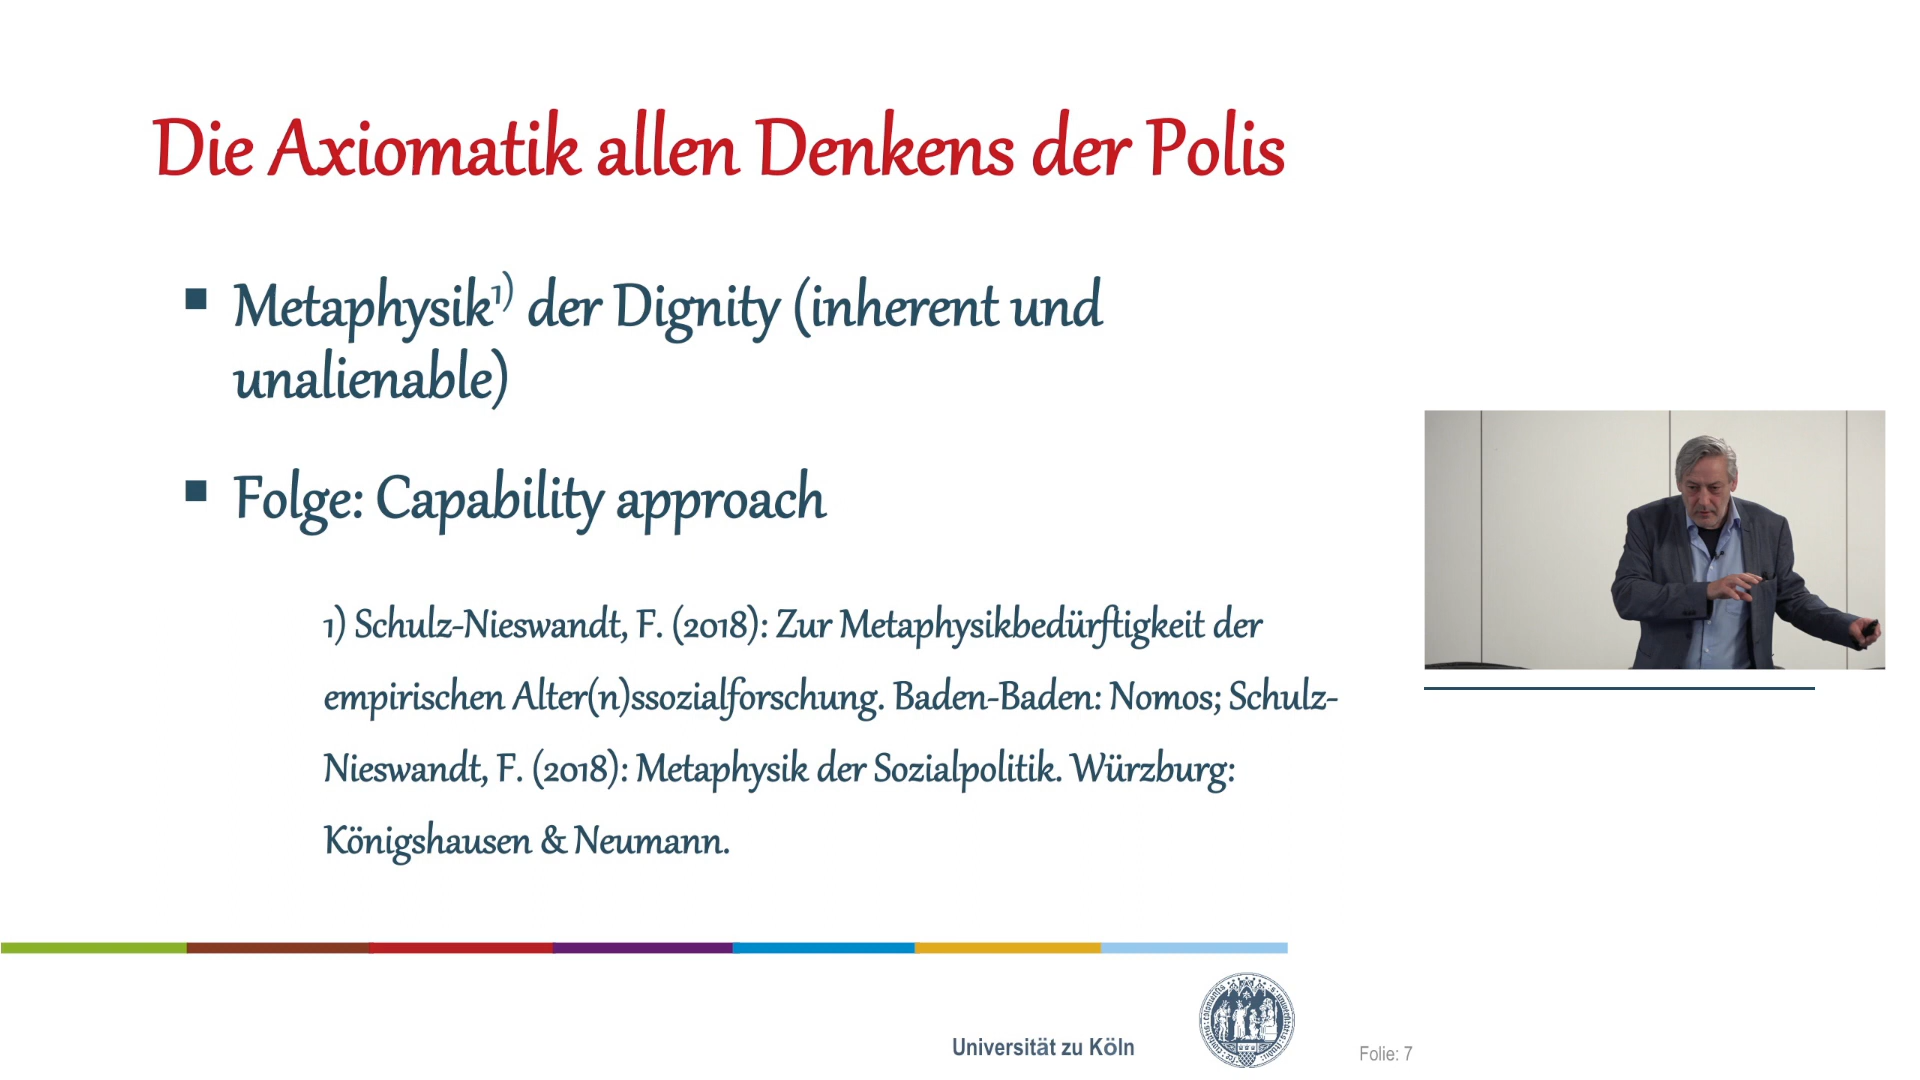 Die Axiomatik allen Denkens der Polis
Metaphysik¹⁾ der Dignity (inherent und
unalienable)
Folge: Capability approach
1) Schulz-Nieswandt, F. (2018): Zur Metaphysikbedürftigkeit der
empirischen Alter(n)ssozialforschung. Baden-Baden: Nomos; Schulz-
Nieswandt, F. (2018): Metaphysik der Sozialpolitik. Würzburg:
Königshausen & Neumann.
Universität zu Köln
Folie: 7